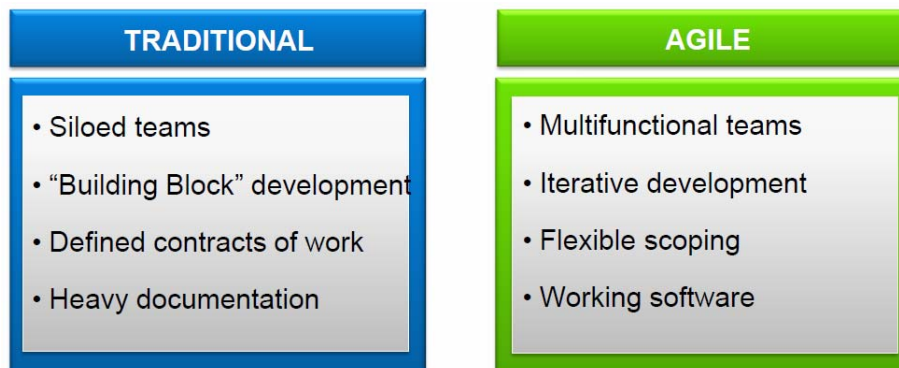 TRADITIONAL
• Siloed teams
• “Building Block” development
• Defined contracts of work
• Heavy documentation
AGILE
• Multifunctional teams
• Iterative development
• Flexible scoping
• Working software